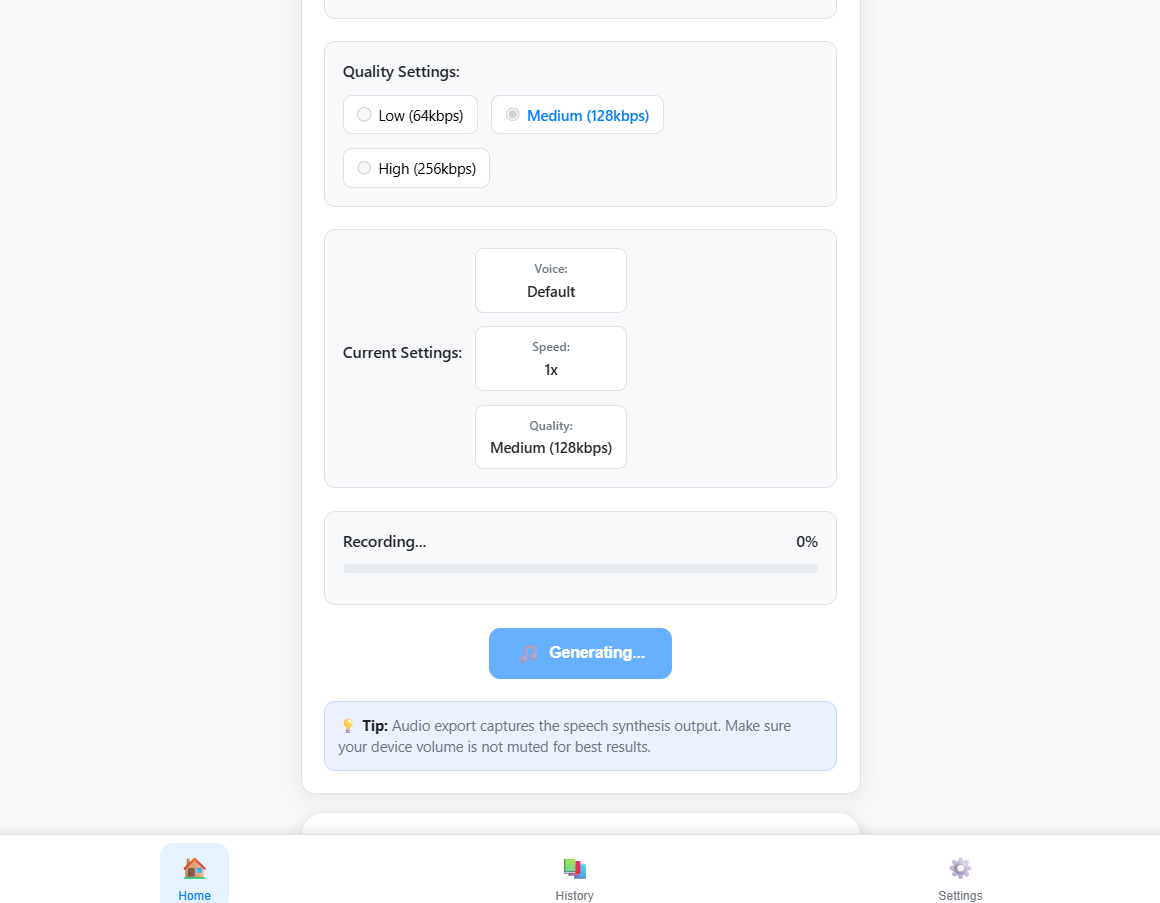 Quality Settings:
Low (64kbps)
Medium (128kbps)
High (256kbps)
Current Settings:
Voice:
Default
Speed:
1x
Quality:
Medium (128kbps)
Recording... 0%
Generating...
Tip: Audio export captures the speech synthesis output. Make sure
your device volume is not muted for best results.
Home
History
Settings